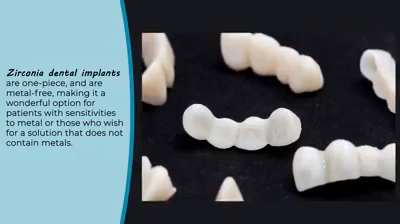 Zirconia dental implants
are one-piece, and are
metal-free, making it a
wonderful option for
patients with sensitivities
to metal or those who wish
for a solution that does not
contain metals.